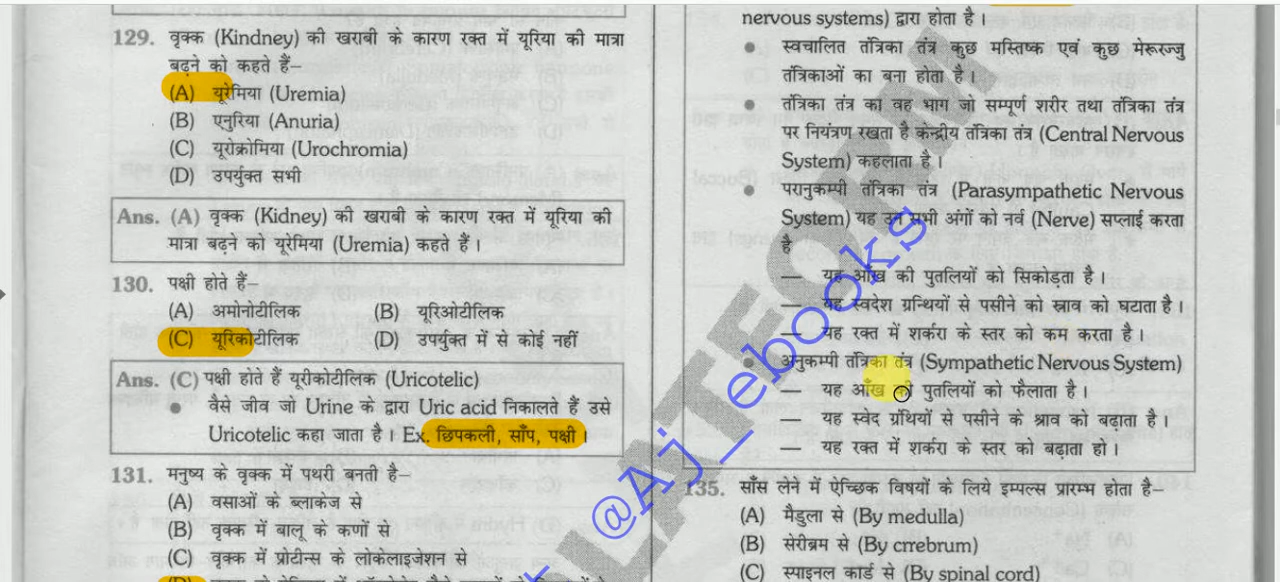 129. वृक्क (Kindney) की खराबी के कारण रक्त में यूरिया की मात्रा
बढ़ने को कहते हैं–
(A) यूरेमिया (Uremia)
(B) एनुरिया (Anuria)
(C) यूरोक्रोमिया (Urochromia)
(D) उपर्युक्त सभी
Ans. (A) वृक्क (Kidney) की खराबी के कारण रक्त में यूरिया की
मात्रा बढ़ने को यूरेमिया (Uremia) कहते हैं।
130. पक्षी होते हैं–
(A) अमोनोटीलिक (B) यूरिओटीलिक
(C) यूरिकोटीलिक (D) उपर्युक्त में से कोई नहीं
Ans. (C) पक्षी होते हैं यूरीकोटीलिक (Uricotelic)
● वैसे जीव जो Urine के द्वारा Uric acid निकालते हैं उसे
Uricotelic कहा जाता है। Ex. छिपकली, साँप, पक्षी।
131. मनुष्य के वृक्क में पथरी बनती है–
(A) वसाओं के ब्लाकेज से
(B) वृक्क में बालू के कणों से
(C) वृक्क में प्रोटीन्स के लोकेलाइजेशन से
nervous systems) द्वारा होता है।
● स्वचालित तंत्रिका तंत्र कुछ मस्तिष्क एवं कुछ मेरूरज्जु
तंत्रिकाओं का बना होता है।
● तंत्रिका तंत्र का वह भाग जो सम्पूर्ण शरीर तथा तंत्रिका तंत्र
पर नियंत्रण रखता है केन्द्रीय तंत्रिका तंत्र (Central Nervous
System) कहलाता है।
● परानुकम्पी तंत्रिका तंत्र (Parasympathetic Nervous
System) यह उन सभी अंगों को नर्व (Nerve) सप्लाई करता
है
— यह आँख की पुतलियों को सिकोड़ता है।
— यह स्वदेश ग्रन्थियों से पसीने को स्राव को घटाता है।
— यह रक्त में शर्करा के स्तर को कम करता है।
● अनुकम्पी तंत्रिका तंत्र (Sympathetic Nervous System)
— यह आँख की पुतलियों को फैलाता है।
— यह स्वेद ग्रंथियों से पसीने के श्राव को बढ़ाता है।
— यह रक्त में शर्करा के स्तर को बढ़ाता हो।
135. साँस लेने में ऐच्छिक विषयों के लिये इम्पल्स प्रारम्भ होता है–
(A) मैडुला से (By medulla)
(B) सेरीब्रम से (By crrebrum)
(C) स्पाइनल कार्ड से (By spinal cord)
@Aj_ebooks
LATFORM